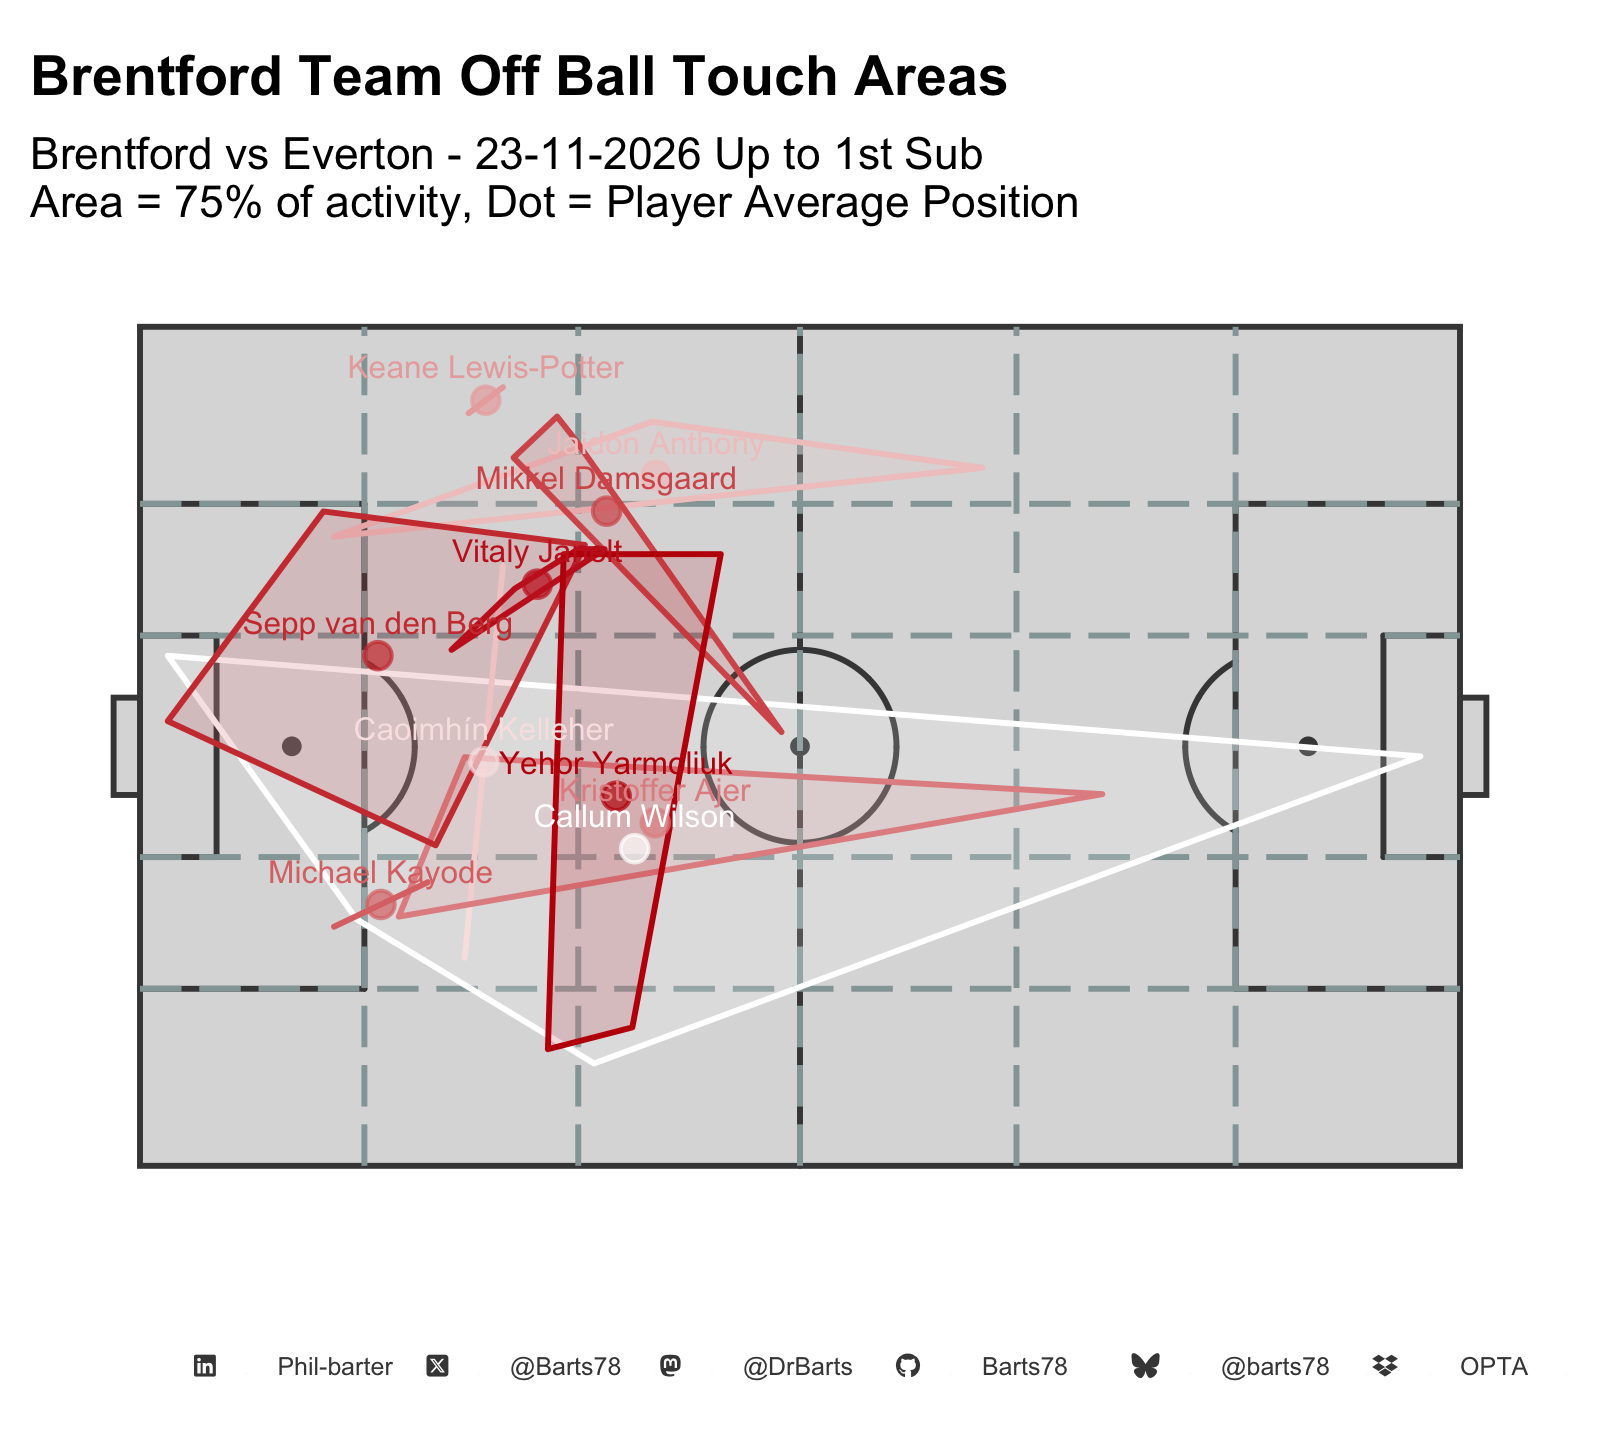 Brentford Team Off Ball Touch Areas
Brentford vs Everton - 23-11-2026 Up to 1st Sub
Area = 75% of activity, Dot = Player Average Position
Keane Lewis-Potter
Jaidon Anthony
Mikkel Damsgaard
Vitaly Janelt
Sepp van den Berg
Caoimhín Kelleher
Yehor Yarmoliuk
Kristoffer Ajer
Callum Wilson
Michael Kayode
Phil-barter @Barts78 @DrBarts Barts78 @barts78 OPTA